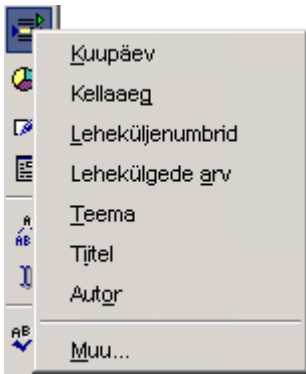 Kuupäev
Kellaaeg
Leheküljenumbrid
Lehekülgede arv
Teema
Tiitel
Autor
Muu...